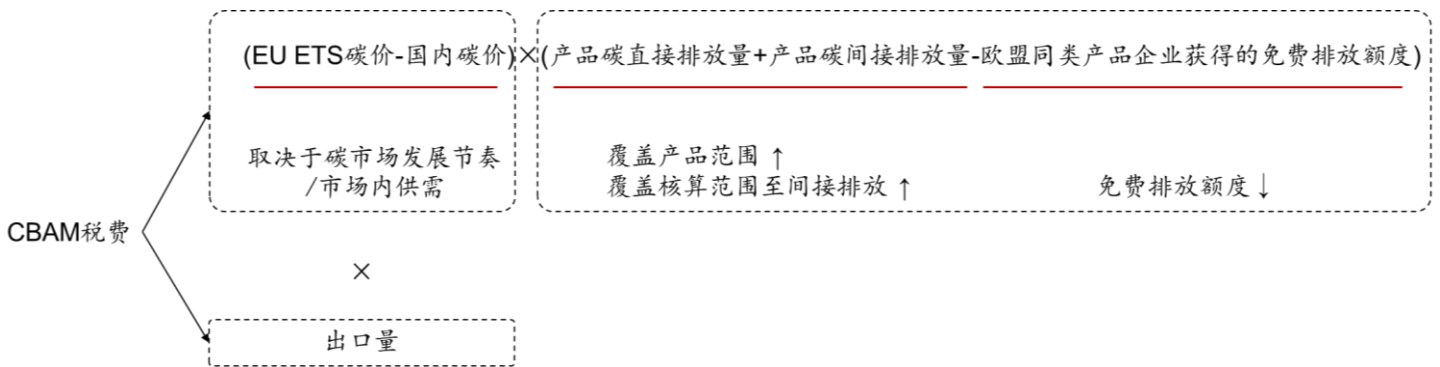 (EU ETS碳价-国内碳价)×(产品碳直接排放量+产品碳间接排放量-欧盟同类产品企业获得的免费排放额度)
取决于碳市场发展节奏
/市场内供需
覆盖产品范围 ↑
覆盖核算范围至间接排放 ↑
免费排放额度↓
CBAM税费
×
出口量